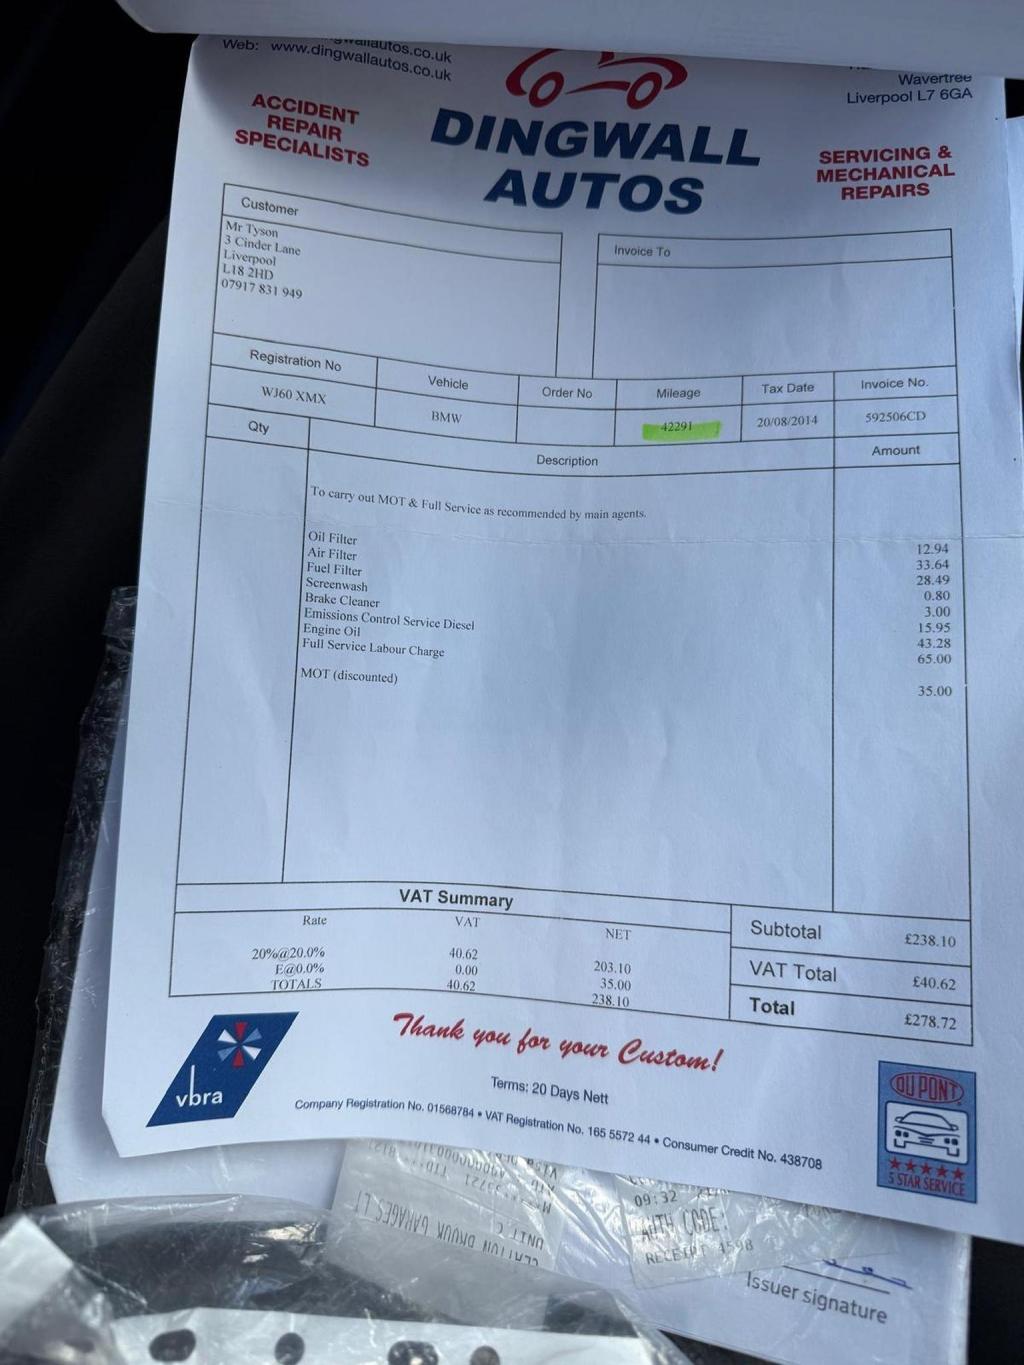 Web: www.dingwallautos.co.uk
www.dingwallautos.co.uk
Wavertree
Liverpool L7 6GA
ACCIDENT
REPAIR
SPECIALISTS
DINGWALL
AUTOS
SERVICING &
MECHANICAL
REPAIRS
Customer
Mr Tyson
3 Cinder Lane
Liverpool
L18 2HD
07917 831 949
Invoice To
Registration No Vehicle Order No Mileage Tax Date Invoice No.
WJ60 XMX BMW 42291 20/08/2014 592506CD
Qty Description Amount
To carry out MOT & Full Service as recommended by main agents.
Oil Filter 12.94
Air Filter 33.64
Fuel Filter 28.49
Screenwash 0.80
Brake Cleaner 3.00
Emissions Control Service Diesel 15.95
Engine Oil 43.28
Full Service Labour Charge 65.00
MOT (discounted) 35.00
VAT Summary
Rate VAT NET
20%@20.0% 40.62 203.10
E@0.0% 0.00 35.00
TOTALS 40.62 238.10
Subtotal £238.10
VAT Total £40.62
Total £278.72
Thank you for your Custom!
vbra
Terms: 20 Days Nett
Company Registration No. 01568784 • VAT Registration No. 165 5572 44 • Consumer Credit No. 438708
DU PONT
5 STAR SERVICE
09:32
AUTH CODE:
RECEIPT 4598
UNIT C
Issuer signature